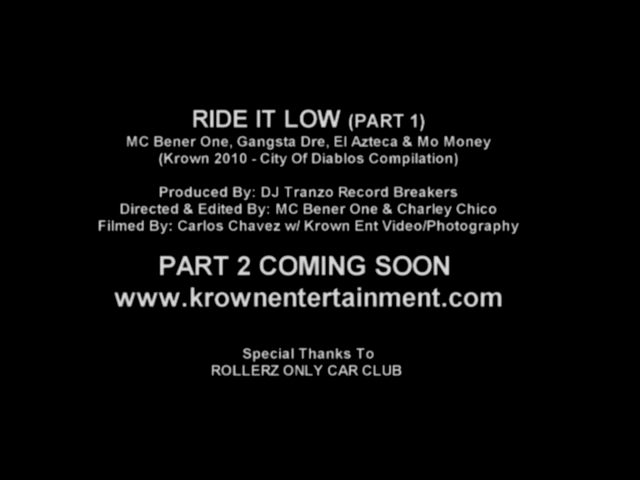 RIDE IT LOW (PART 1)
MC Bener One, Gangsta Dre, El Azteca & Mo Money
(Krown 2010 - City Of Diablos Compilation)
Produced By: DJ Tranzo Record Breakers
Directed & Edited By: MC Bener One & Charley Chico
Filmed By: Carlos Chavez w/ Krown Ent Video/Photography
PART 2 COMING SOON
www.krownentertainment.com
Special Thanks To
ROLLERZ ONLY CAR CLUB